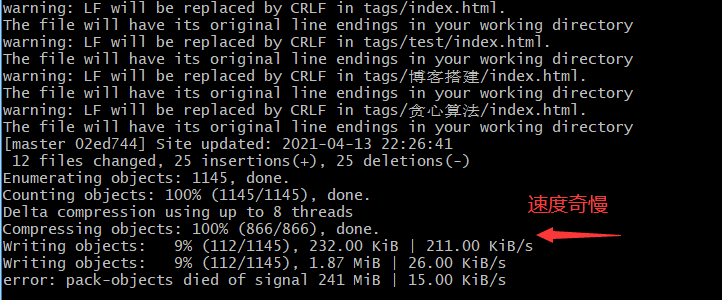 warning: LF will be replaced by CRLF in tags/index.html.
The file will have its original line endings in your working directory
warning: LF will be replaced by CRLF in tags/test/index.html.
The file will have its original line endings in your working directory
warning: LF will be replaced by CRLF in tags/博客搭建/index.html.
The file will have its original line endings in your working directory
warning: LF will be replaced by CRLF in tags/贪心算法/index.html.
The file will have its original line endings in your working directory
[master 02ed744] Site updated: 2021-04-13 22:26:41
12 files changed, 25 insertions(+), 25 deletions(-)
Enumerating objects: 1145, done.
Counting objects: 100% (1145/1145), done.
Delta compression using up to 8 threads
速度奇慢
Compressing objects: 100% (866/866), done.
Writing objects:   9% (112/1145), 232.00 KiB | 211.00 KiB/s
Writing objects:   9% (112/1145), 1.87 MiB | 26.00 KiB/s
error: pack-objects died of signal 241 MiB | 15.00 KiB/s